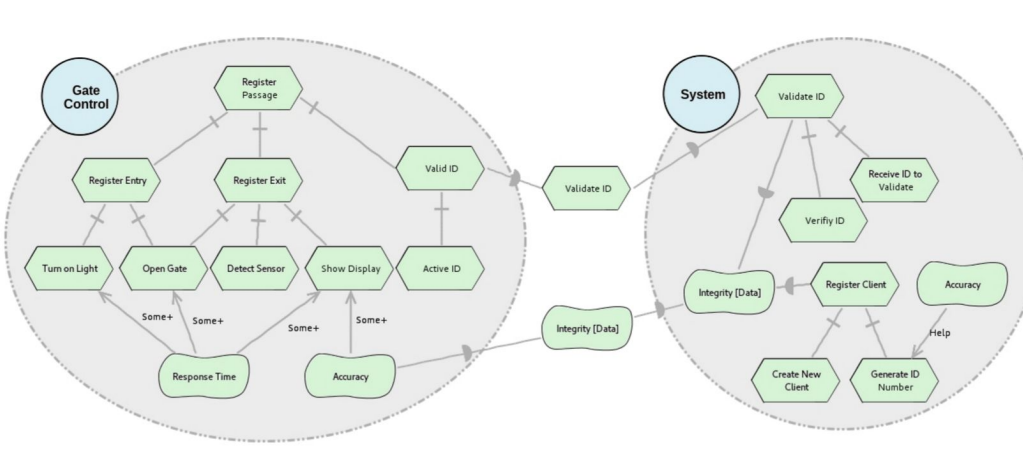 Gate
Control
Register
Passage
Register Entry
Register Exit
Valid ID
Turn on Light
Open Gate
Detect Sensor
Show Display
Active ID
Some+
Some+
Some+
Some+
Response Time
Accuracy
Validate ID
Integrity [Data]
System
Validate ID
Receive ID to
Validate
Verifiy ID
Integrity [Data]
Register Client
Accuracy
Help
Create New
Client
Generate ID
Number